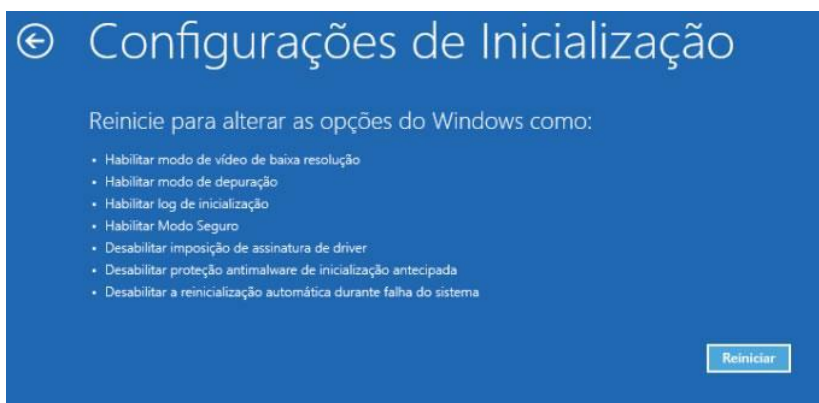 Configurações de Inicialização
Reinicie para alterar as opções do Windows como:
• Habilitar modo de vídeo de baixa resolução
• Habilitar modo de depuração
• Habilitar log de inicialização
• Habilitar Modo Seguro
• Desabilitar imposição de assinatura de driver
• Desabilitar proteção antimalware de inicialização antecipada
• Desabilitar a reinicialização automática durante falha do sistema
Reiniciar